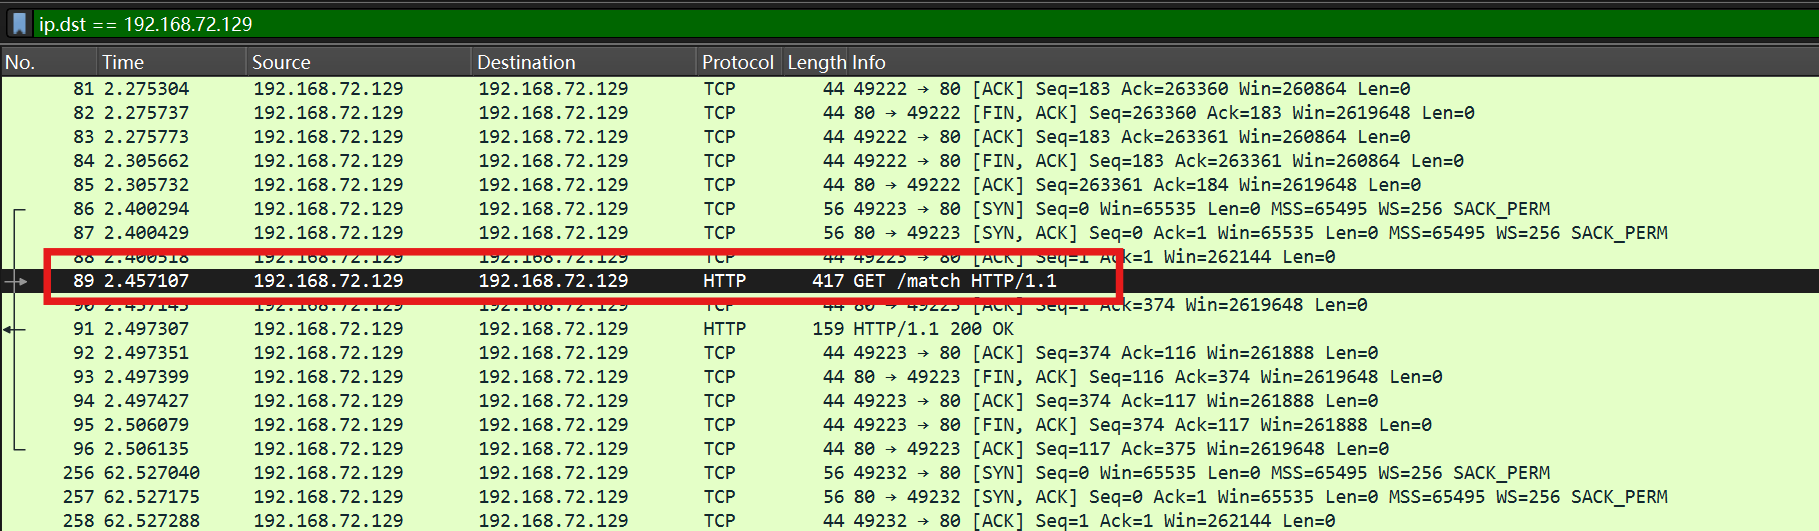 ip.dst == 192.168.72.129
No. Time Source Destination Protocol Length Info
81 2.275304 192.168.72.129 192.168.72.129 TCP 44 49222 → 80 [ACK] Seq=183 Ack=263360 Win=260864 Len=0
82 2.275737 192.168.72.129 192.168.72.129 TCP 44 80 → 49222 [FIN, ACK] Seq=263360 Ack=183 Win=2619648 Len=0
83 2.275773 192.168.72.129 192.168.72.129 TCP 44 49222 → 80 [ACK] Seq=183 Ack=263361 Win=260864 Len=0
84 2.305662 192.168.72.129 192.168.72.129 TCP 44 49222 → 80 [FIN, ACK] Seq=183 Ack=263361 Win=260864 Len=0
85 2.305732 192.168.72.129 192.168.72.129 TCP 44 80 → 49222 [ACK] Seq=263361 Ack=184 Win=2619648 Len=0
86 2.400294 192.168.72.129 192.168.72.129 TCP 56 49223 → 80 [SYN] Seq=0 Win=65535 Len=0 MSS=65495 WS=256 SACK_PERM
87 2.400429 192.168.72.129 192.168.72.129 TCP 56 80 → 49223 [SYN, ACK] Seq=0 Ack=1 Win=65535 Len=0 MSS=65495 WS=256 SACK_PERM
88 2.400518 192.168.72.129 192.168.72.129 TCP 44 49223 → 80 [ACK] Seq=1 Ack=1 Win=262144 Len=0
89 2.457107 192.168.72.129 192.168.72.129 HTTP 417 GET /match HTTP/1.1
90 2.457145 192.168.72.129 192.168.72.129 TCP 44 80 → 49223 [ACK] Seq=1 Ack=374 Win=2619648 Len=0
91 2.497307 192.168.72.129 192.168.72.129 HTTP 159 HTTP/1.1 200 OK
92 2.497351 192.168.72.129 192.168.72.129 TCP 44 49223 → 80 [ACK] Seq=374 Ack=116 Win=261888 Len=0
93 2.497399 192.168.72.129 192.168.72.129 TCP 44 80 → 49223 [FIN, ACK] Seq=116 Ack=374 Win=2619648 Len=0
94 2.497427 192.168.72.129 192.168.72.129 TCP 44 49223 → 80 [ACK] Seq=374 Ack=117 Win=261888 Len=0
95 2.506079 192.168.72.129 192.168.72.129 TCP 44 49223 → 80 [FIN, ACK] Seq=374 Ack=117 Win=261888 Len=0
96 2.506135 192.168.72.129 192.168.72.129 TCP 44 80 → 49223 [ACK] Seq=117 Ack=375 Win=2619648 Len=0
256 62.527040 192.168.72.129 192.168.72.129 TCP 56 49232 → 80 [SYN] Seq=0 Win=65535 Len=0 MSS=65495 WS=256 SACK_PERM
257 62.527175 192.168.72.129 192.168.72.129 TCP 56 80 → 49232 [SYN, ACK] Seq=0 Ack=1 Win=65535 Len=0 MSS=65495 WS=256 SACK_PERM
258 62.527288 192.168.72.129 192.168.72.129 TCP 44 49232 → 80 [ACK] Seq=1 Ack=1 Win=262144 Len=0